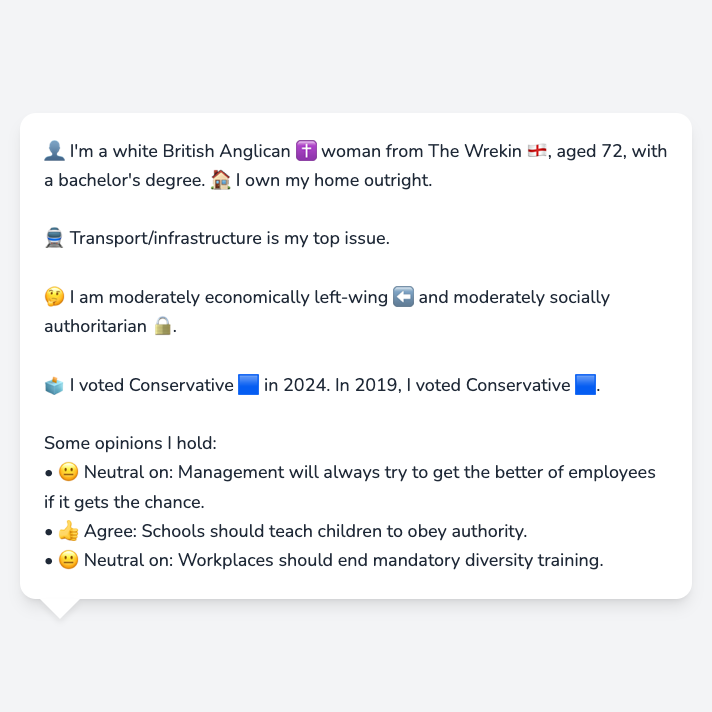 👤 I'm a white British Anglican ✝️ woman from The Wrekin 🏴󠁧󠁢󠁥󠁮󠁧󠁿, aged 72, with
a bachelor's degree. 🏠 I own my home outright.
🚆 Transport/infrastructure is my top issue.
🤔 I am moderately economically left-wing ⬅️ and moderately socially
authoritarian 🔒.
🗳️ I voted Conservative 🟦 in 2024. In 2019, I voted Conservative 🟦.
Some opinions I hold:
• 😐 Neutral on: Management will always try to get the better of employees
if it gets the chance.
• 👍 Agree: Schools should teach children to obey authority.
• 😐 Neutral on: Workplaces should end mandatory diversity training.